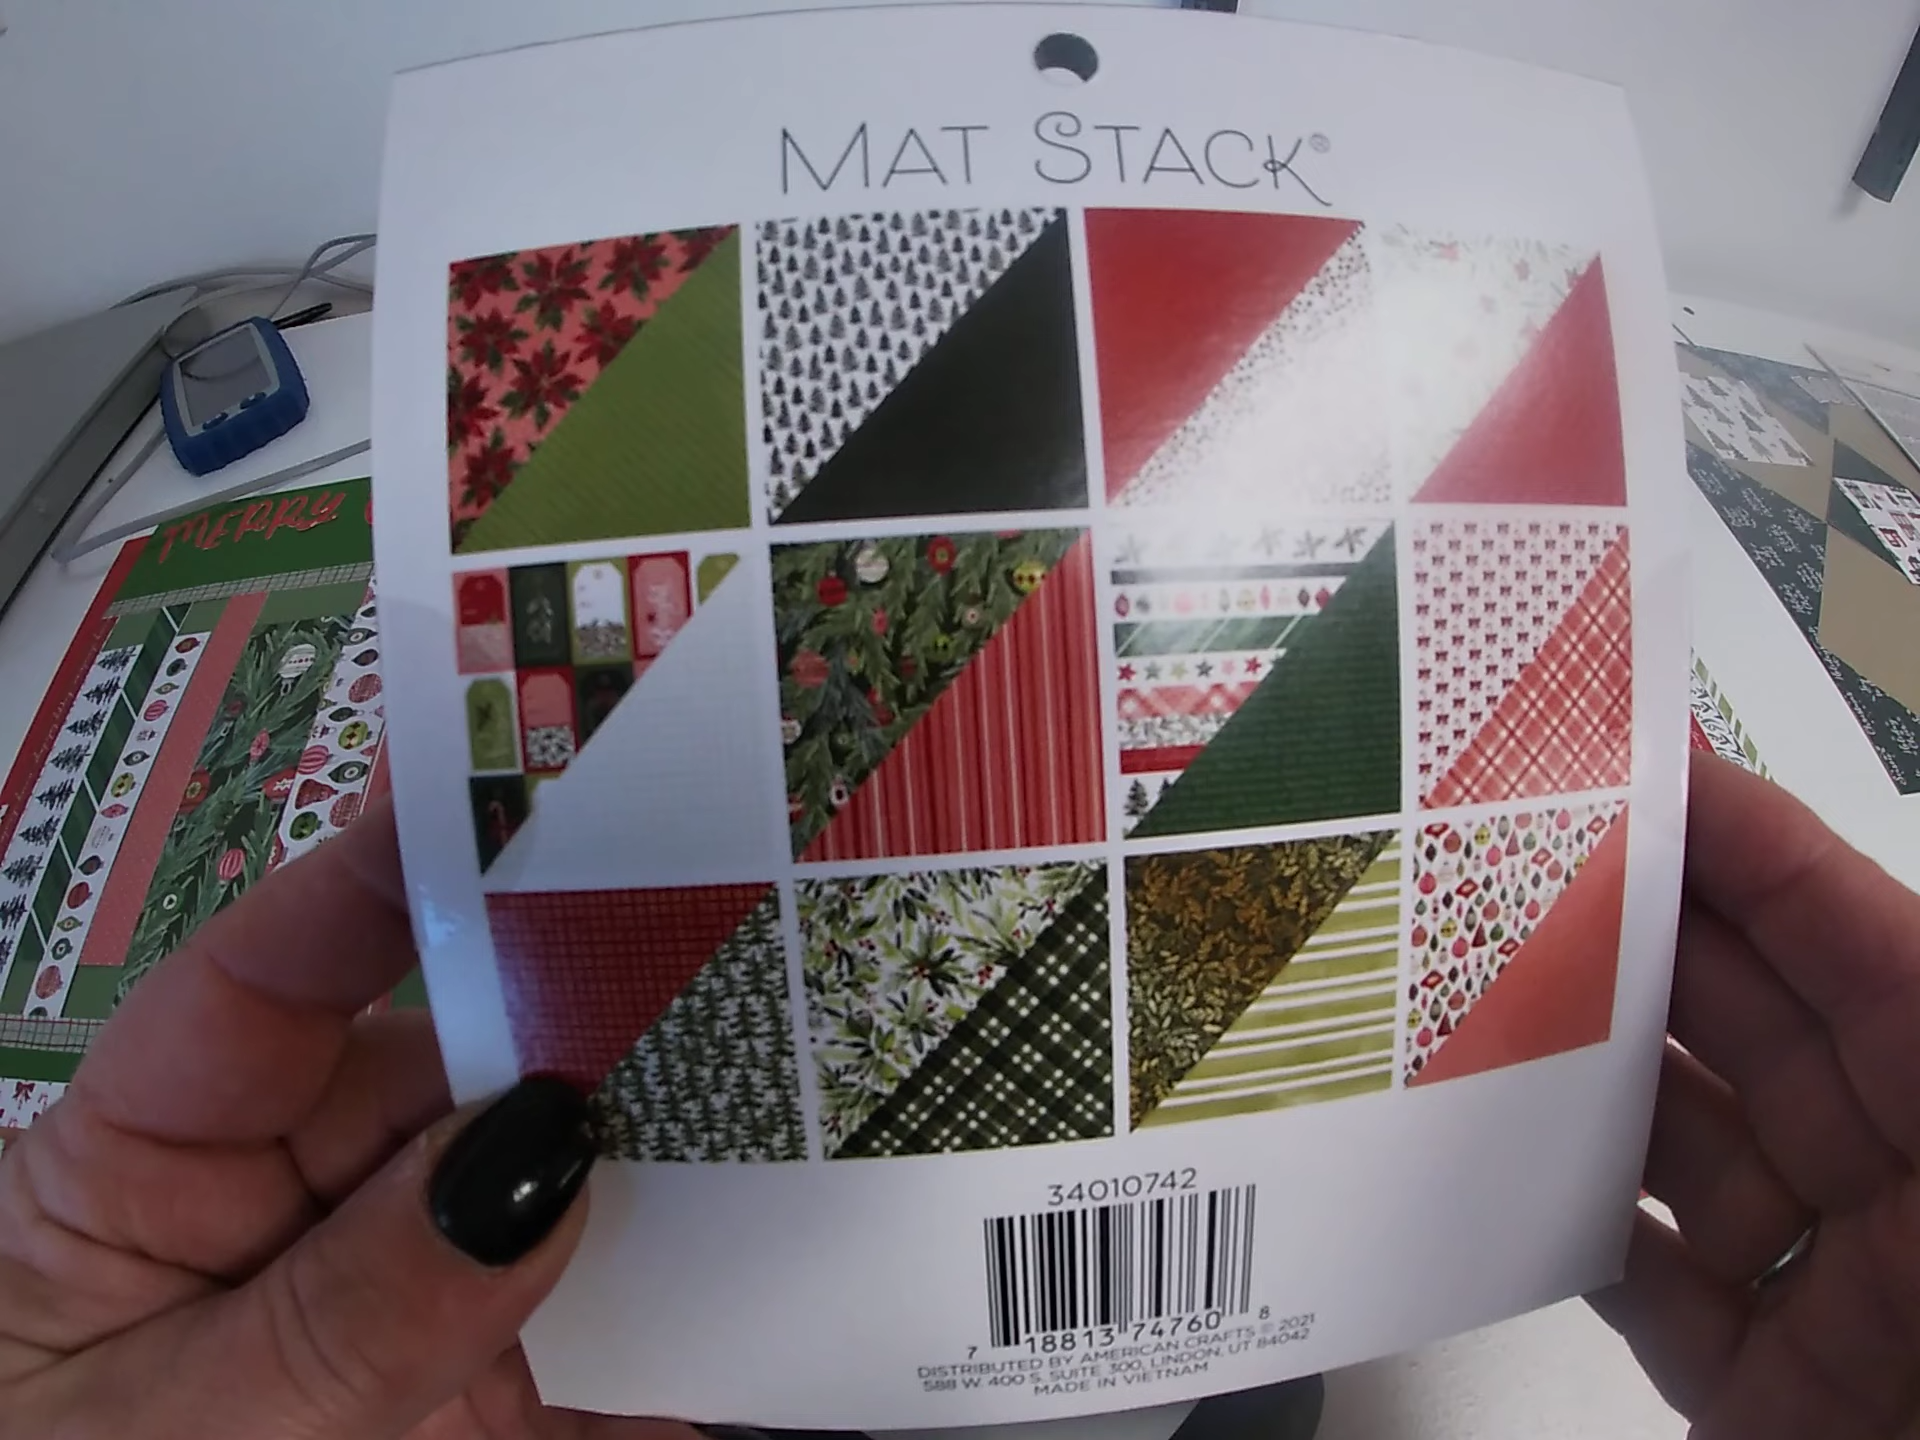 MAT STACK®
MERRY
34010742
7 18813 74760 8
DISTRIBUTED BY AMERICAN CRAFTS © 2021
588 W. 400 S. SUITE 300, LINDON, UT 84042
MADE IN VIETNAM